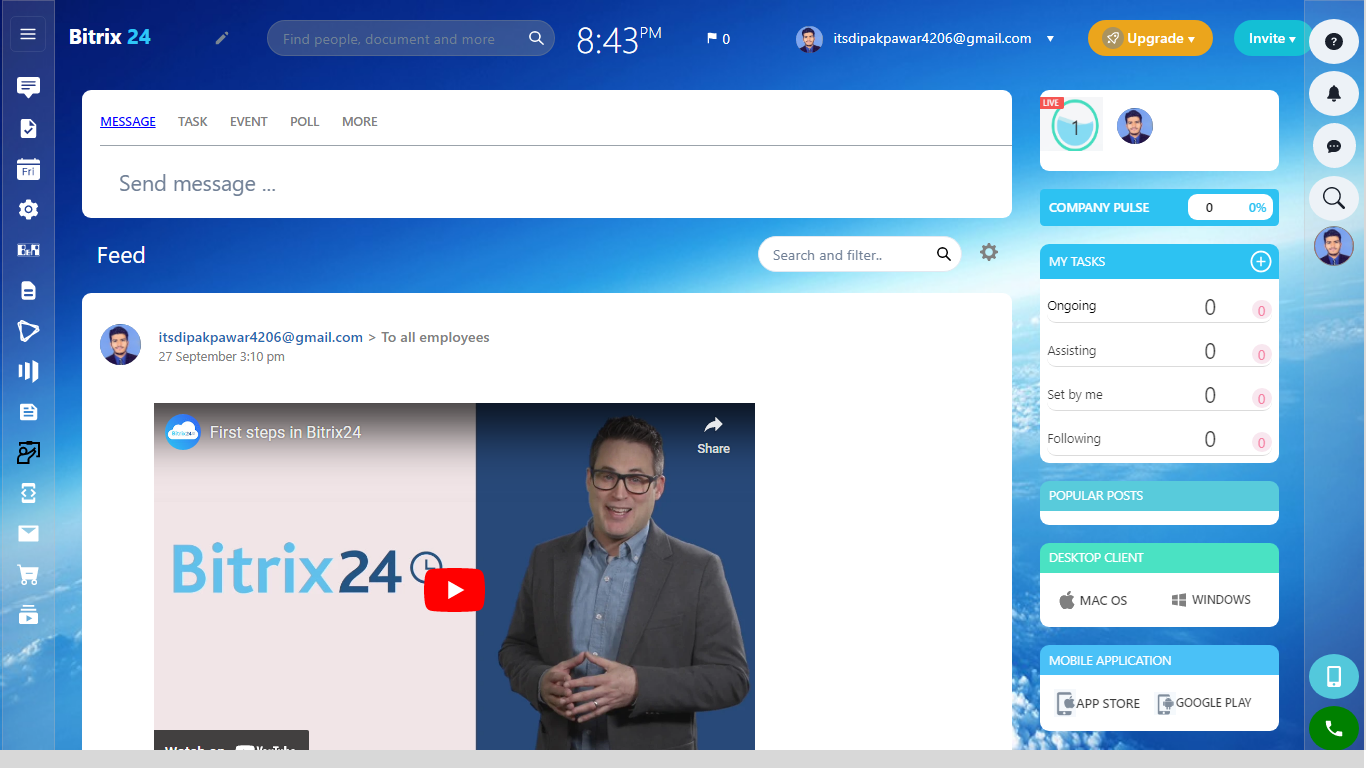 Bitrix 24
Find people, document and more
8:43PM
0
itsdipakpawar4206@gmail.com
Upgrade
Invite
Fri
MESSAGE TASK EVENT POLL MORE
Send message ...
Feed
Search and filter..
itsdipakpawar4206@gmail.com > To all employees
27 September 3:10 pm
Bitrix24
First steps in Bitrix24
Share
Bitrix24
Watch on YouTube
LIVE
1
COMPANY PULSE 0 0%
MY TASKS
Ongoing 0 0
Assisting 0 0
Set by me 0 0
Following 0 0
POPULAR POSTS
DESKTOP CLIENT
MAC OS WINDOWS
MOBILE APPLICATION
APP STORE GOOGLE PLAY